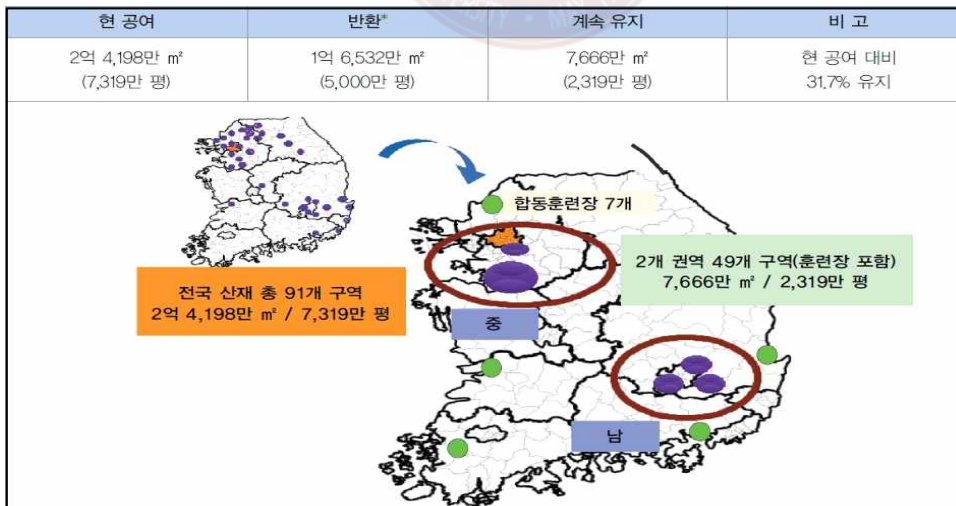 현 공여 반환* 계속 유지 비 고
2억 4,198만 ㎡ 1억 6,532만 ㎡ 7,666만 ㎡ 현 공여 대비
(7,319만 평) (5,000만 평) (2,319만 평) 31.7% 유지
합동훈련장 7개
2개 권역 49개 구역(훈련장 포함)
7,666만 ㎡ / 2,319만 평
전국 산재 총 91개 구역
2억 4,198만 ㎡ / 7,319만 평
중
남